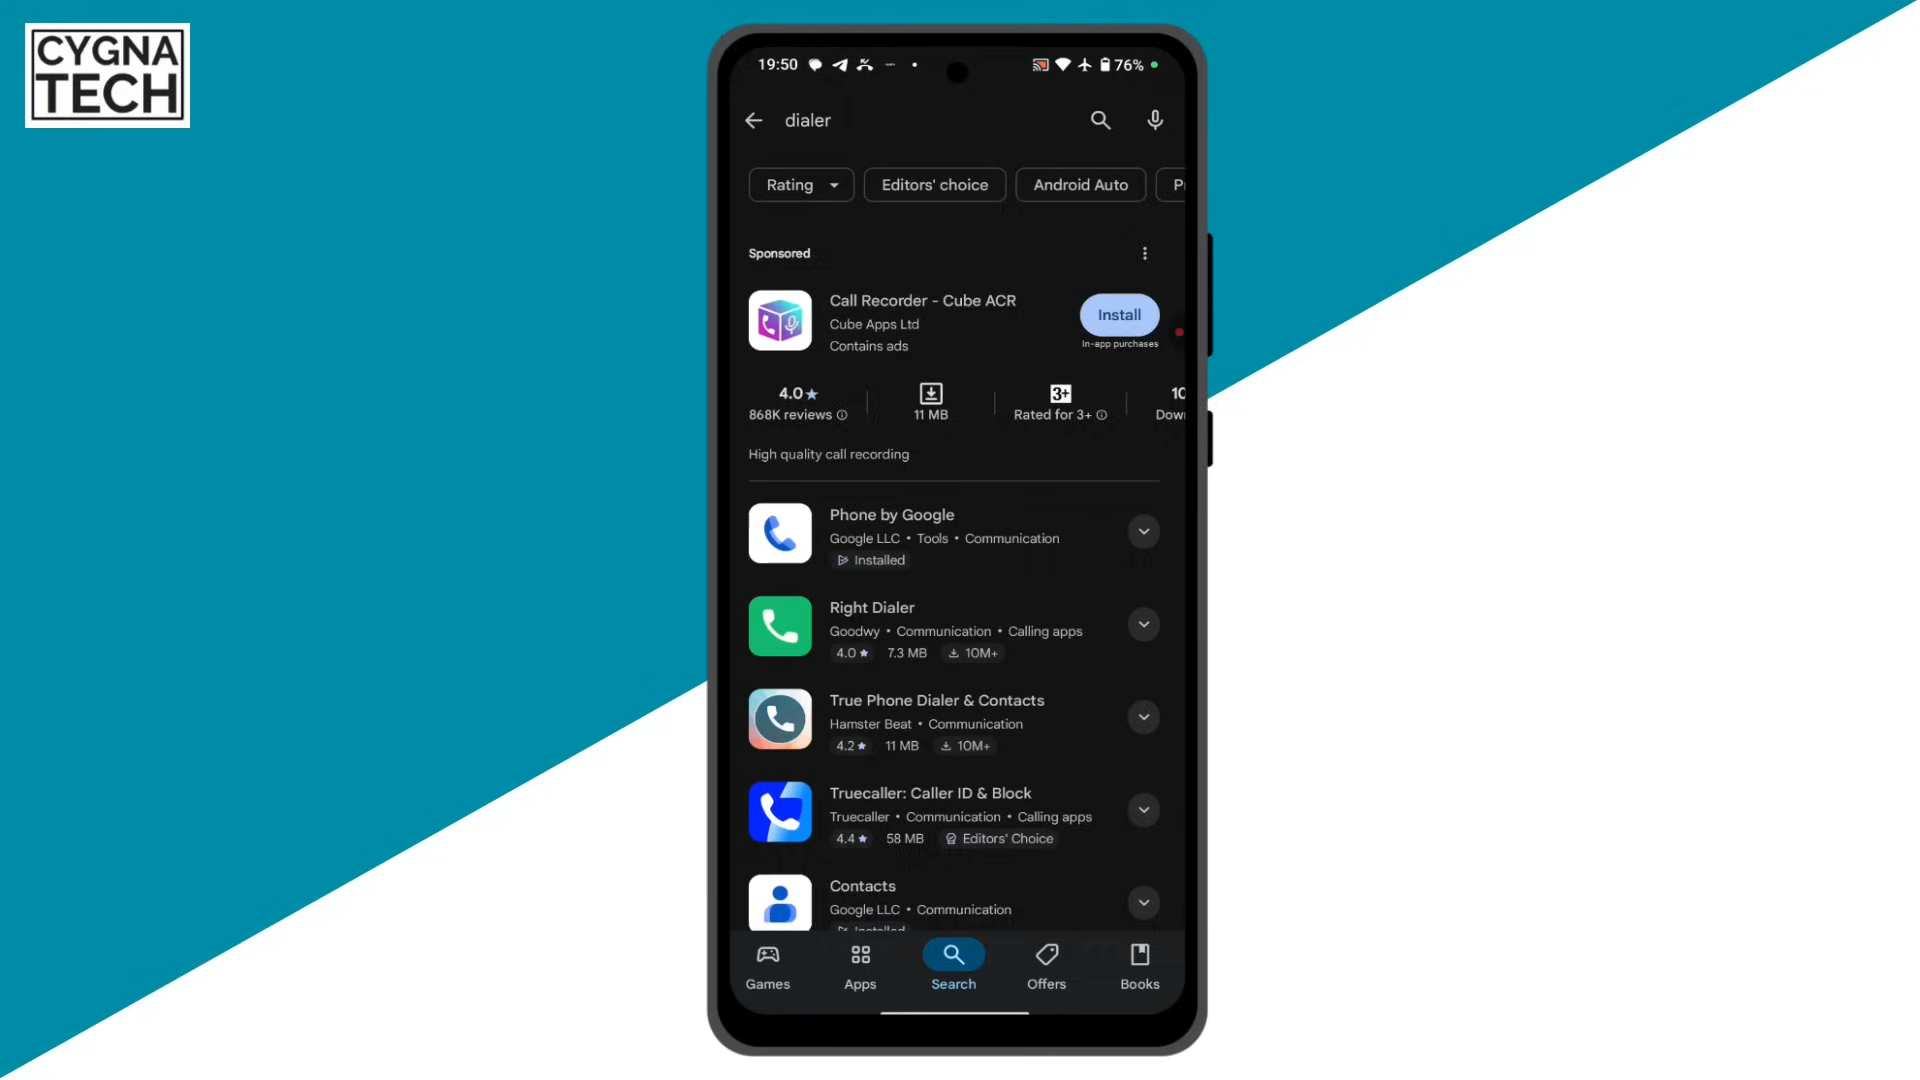 CYGNA
TECH
19:50
76%
dialer
Rating
Editors' choice
Android Auto
Sponsored
Call Recorder - Cube ACR
Cube Apps Ltd
Contains ads
Install
In-app purchases
4.0★
868K reviews
11 MB
3+
Rated for 3+
10
High quality call recording
Phone by Google
Google LLC • Tools • Communication
Installed
Right Dialer
Goodwy • Communication • Calling apps
4.0★ 7.3 MB 10M+
True Phone Dialer & Contacts
Hamster Beat • Communication
4.2★ 11 MB 10M+
Truecaller: Caller ID & Block
Truecaller • Communication • Calling apps
4.4★ 58 MB Editors' Choice
Contacts
Google LLC • Communication
Installed
Games
Apps
Search
Offers
Books